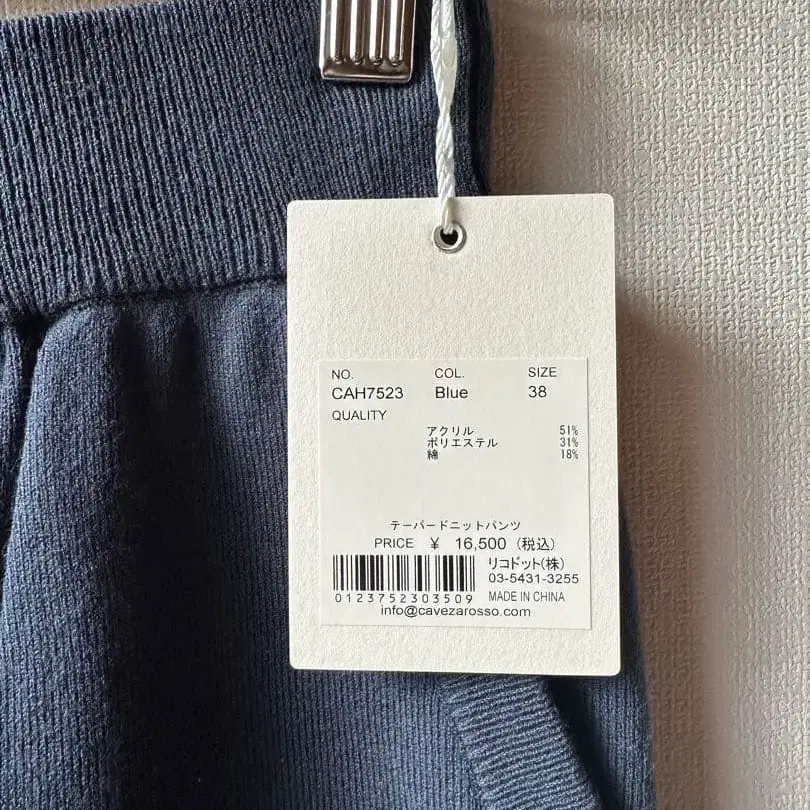 NO. COL. SIZE
CAH7523 Blue 38
QUALITY
アクリル 51%
ポリエステル 31%
綿 18%
テーパードニットパンツ
PRICE ¥ 16,500 (税込)
リコドット(株)
03-5431-3255
0123752303509 MADE IN CHINA
info@cavezarosso.com